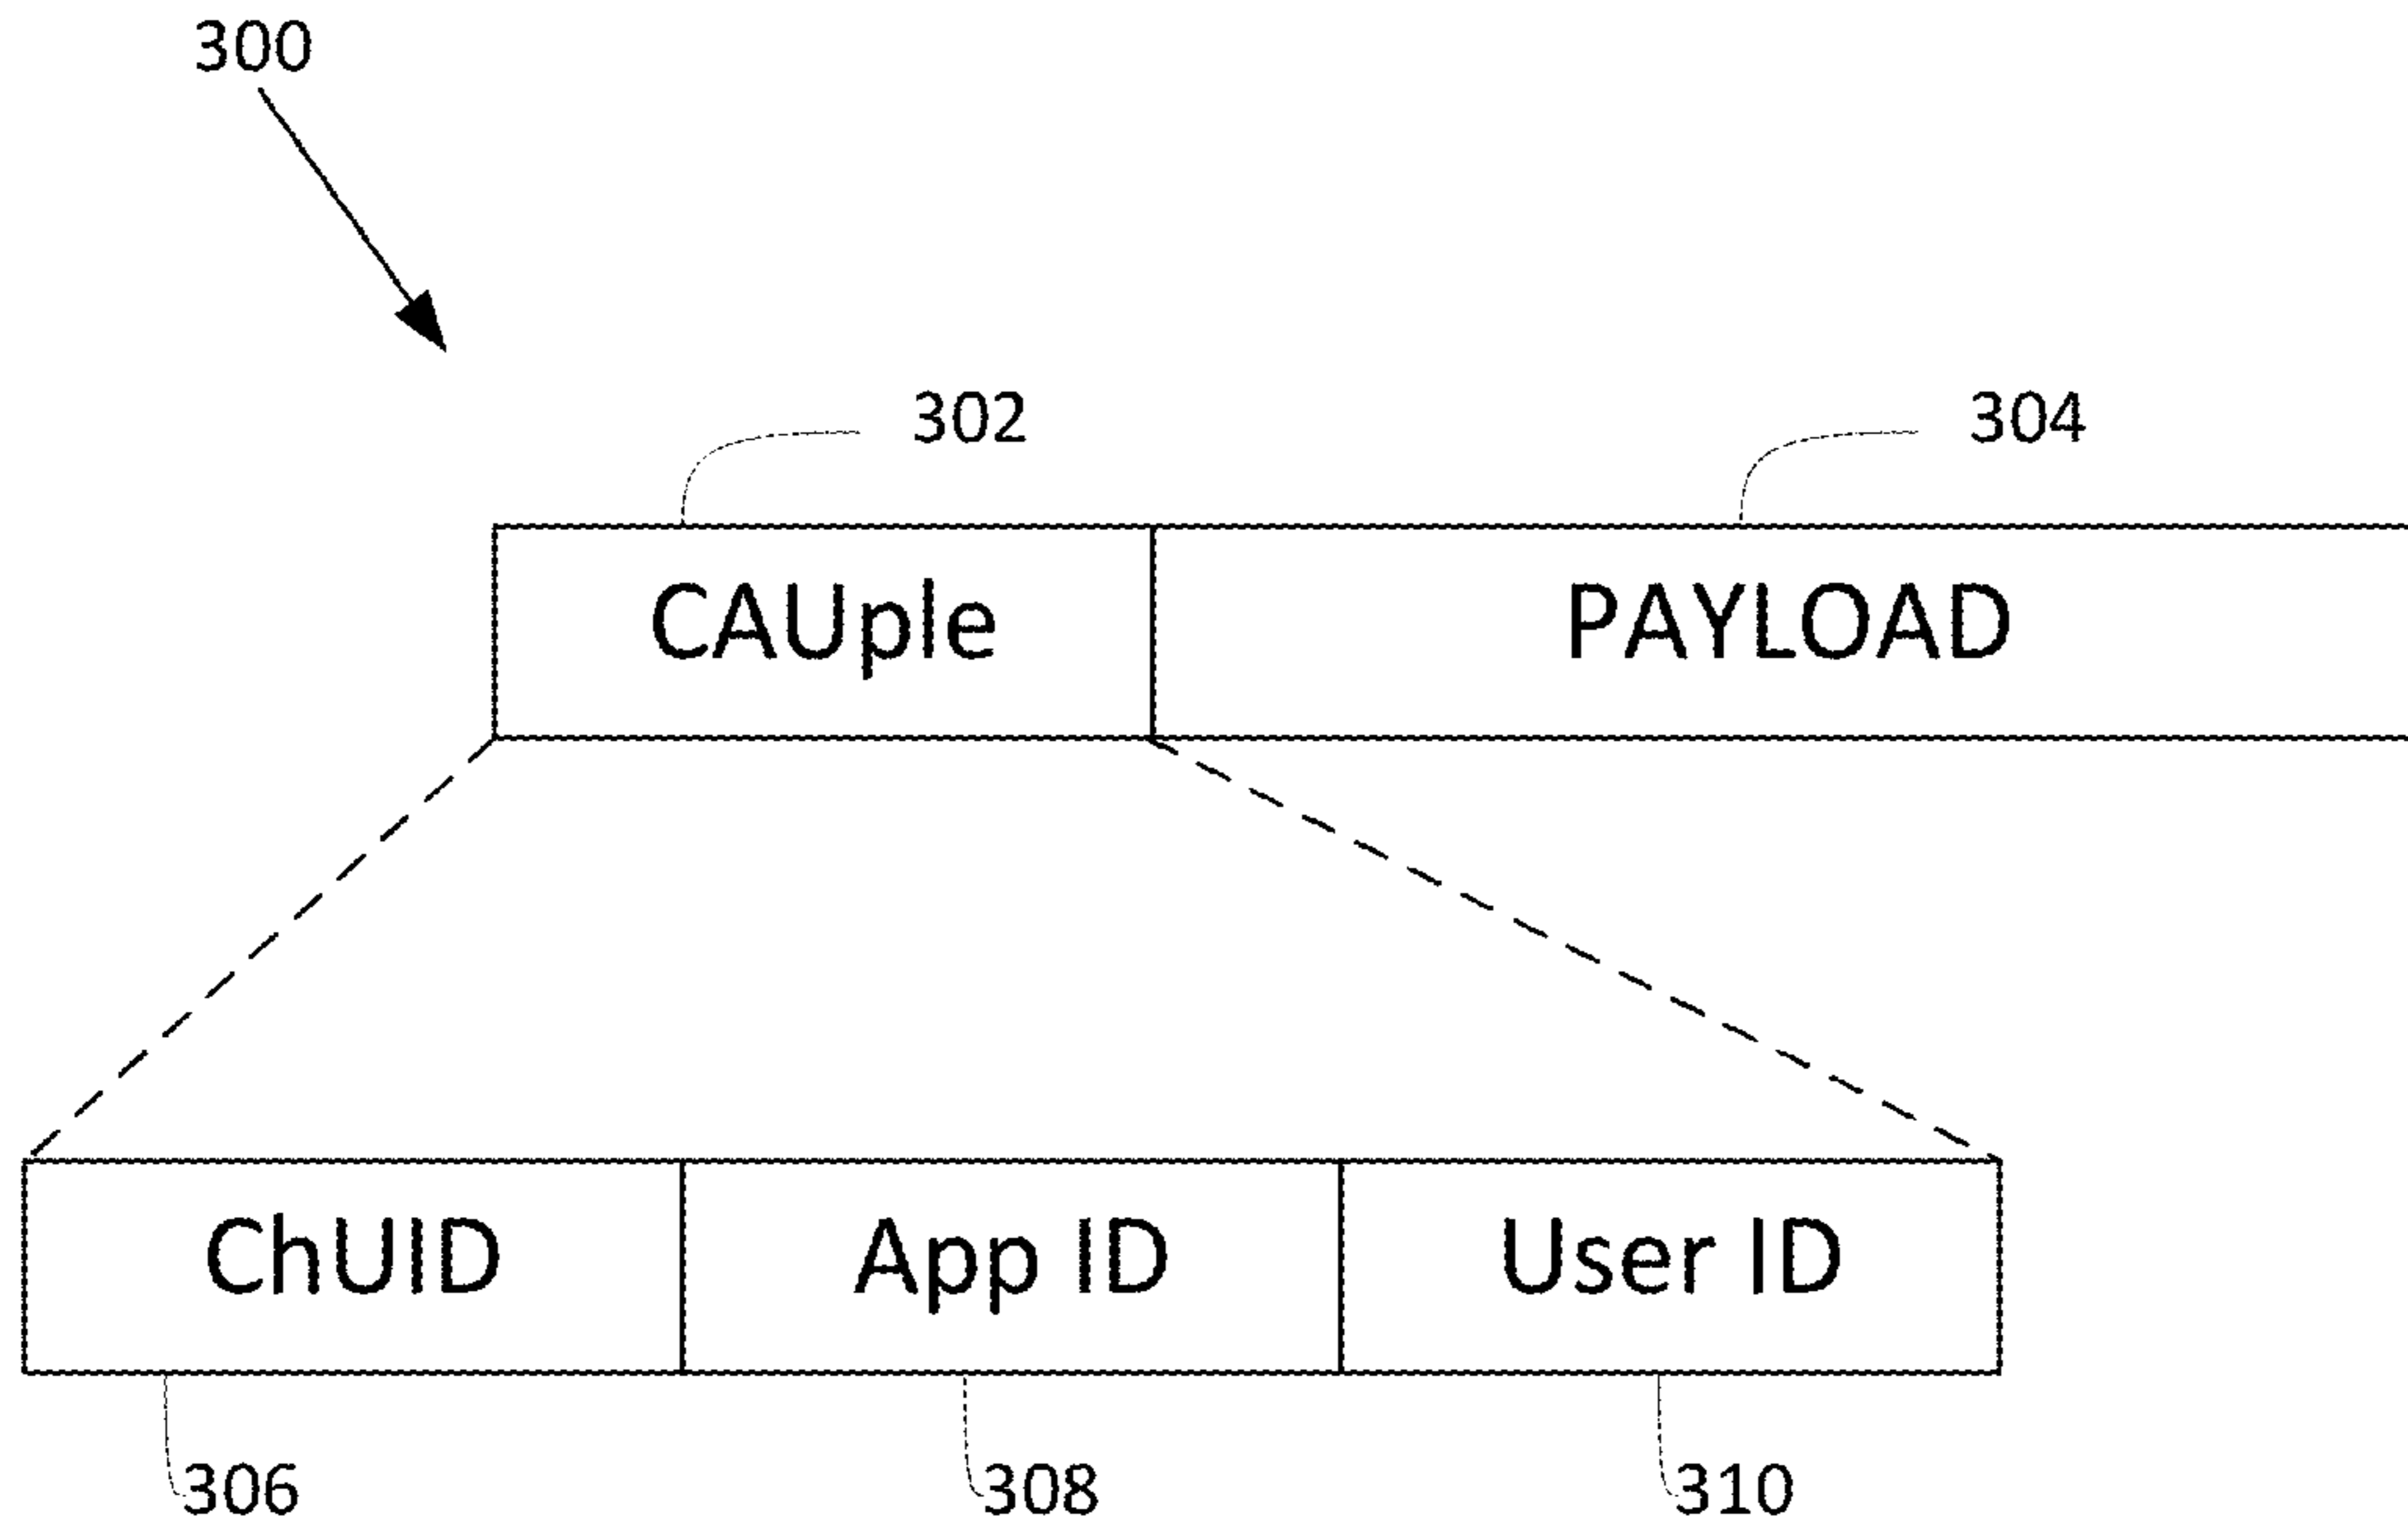 300
302
304
CAUple PAYLOAD
ChUID App ID User ID
306 308 310